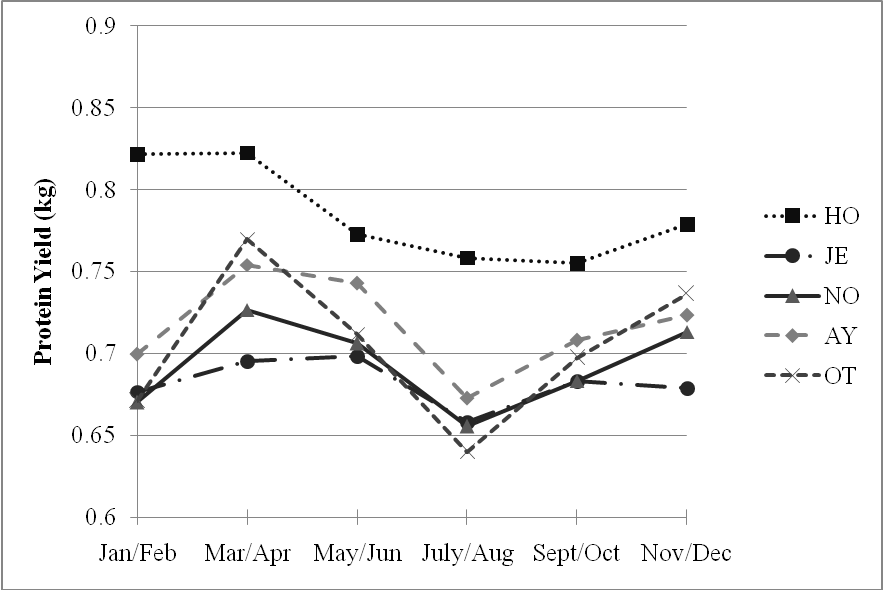 0.9
0.85
0.8
0.75
0.7
0.65
0.6
Protein Yield (kg)
Jan/Feb Mar/Apr May/Jun July/Aug Sept/Oct Nov/Dec
HO
JE
NO
AY
OT